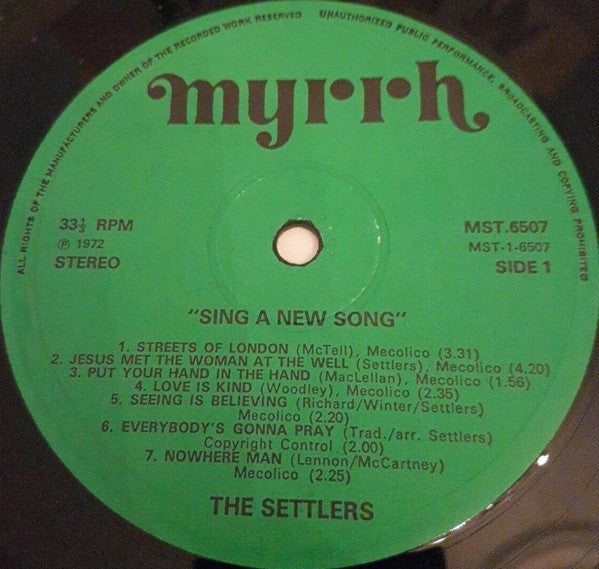 ALL RIGHTS OF THE MANUFACTURERS AND OWNER OF THE RECORDED WORK RESERVED
UNAUTHORIZED PUBLIC PERFORMANCE, BROADCASTING AND COPYING PROHIBITED
myrrh
33⅓ RPM
Ⓟ 1972
STEREO
MST.6507
MST-1-6507
SIDE 1
"SING A NEW SONG"
1. STREETS OF LONDON (McTell), Mecolico (3.31)
2. JESUS MET THE WOMAN AT THE WELL (Settlers), Mecolico (4.20)
3. PUT YOUR HAND IN THE HAND (MacLellan), Mecolico (1.56)
4. LOVE IS KIND (Woodley), Mecolico (2.35)
5. SEEING IS BELIEVING (Richard/Winter/Settlers)
Mecolico (2.20)
6. EVERYBODY'S GONNA PRAY (Trad./arr. Settlers)
Copyright Control (2.00)
7. NOWHERE MAN (Lennon/McCartney)
Mecolico (2.25)
THE SETTLERS